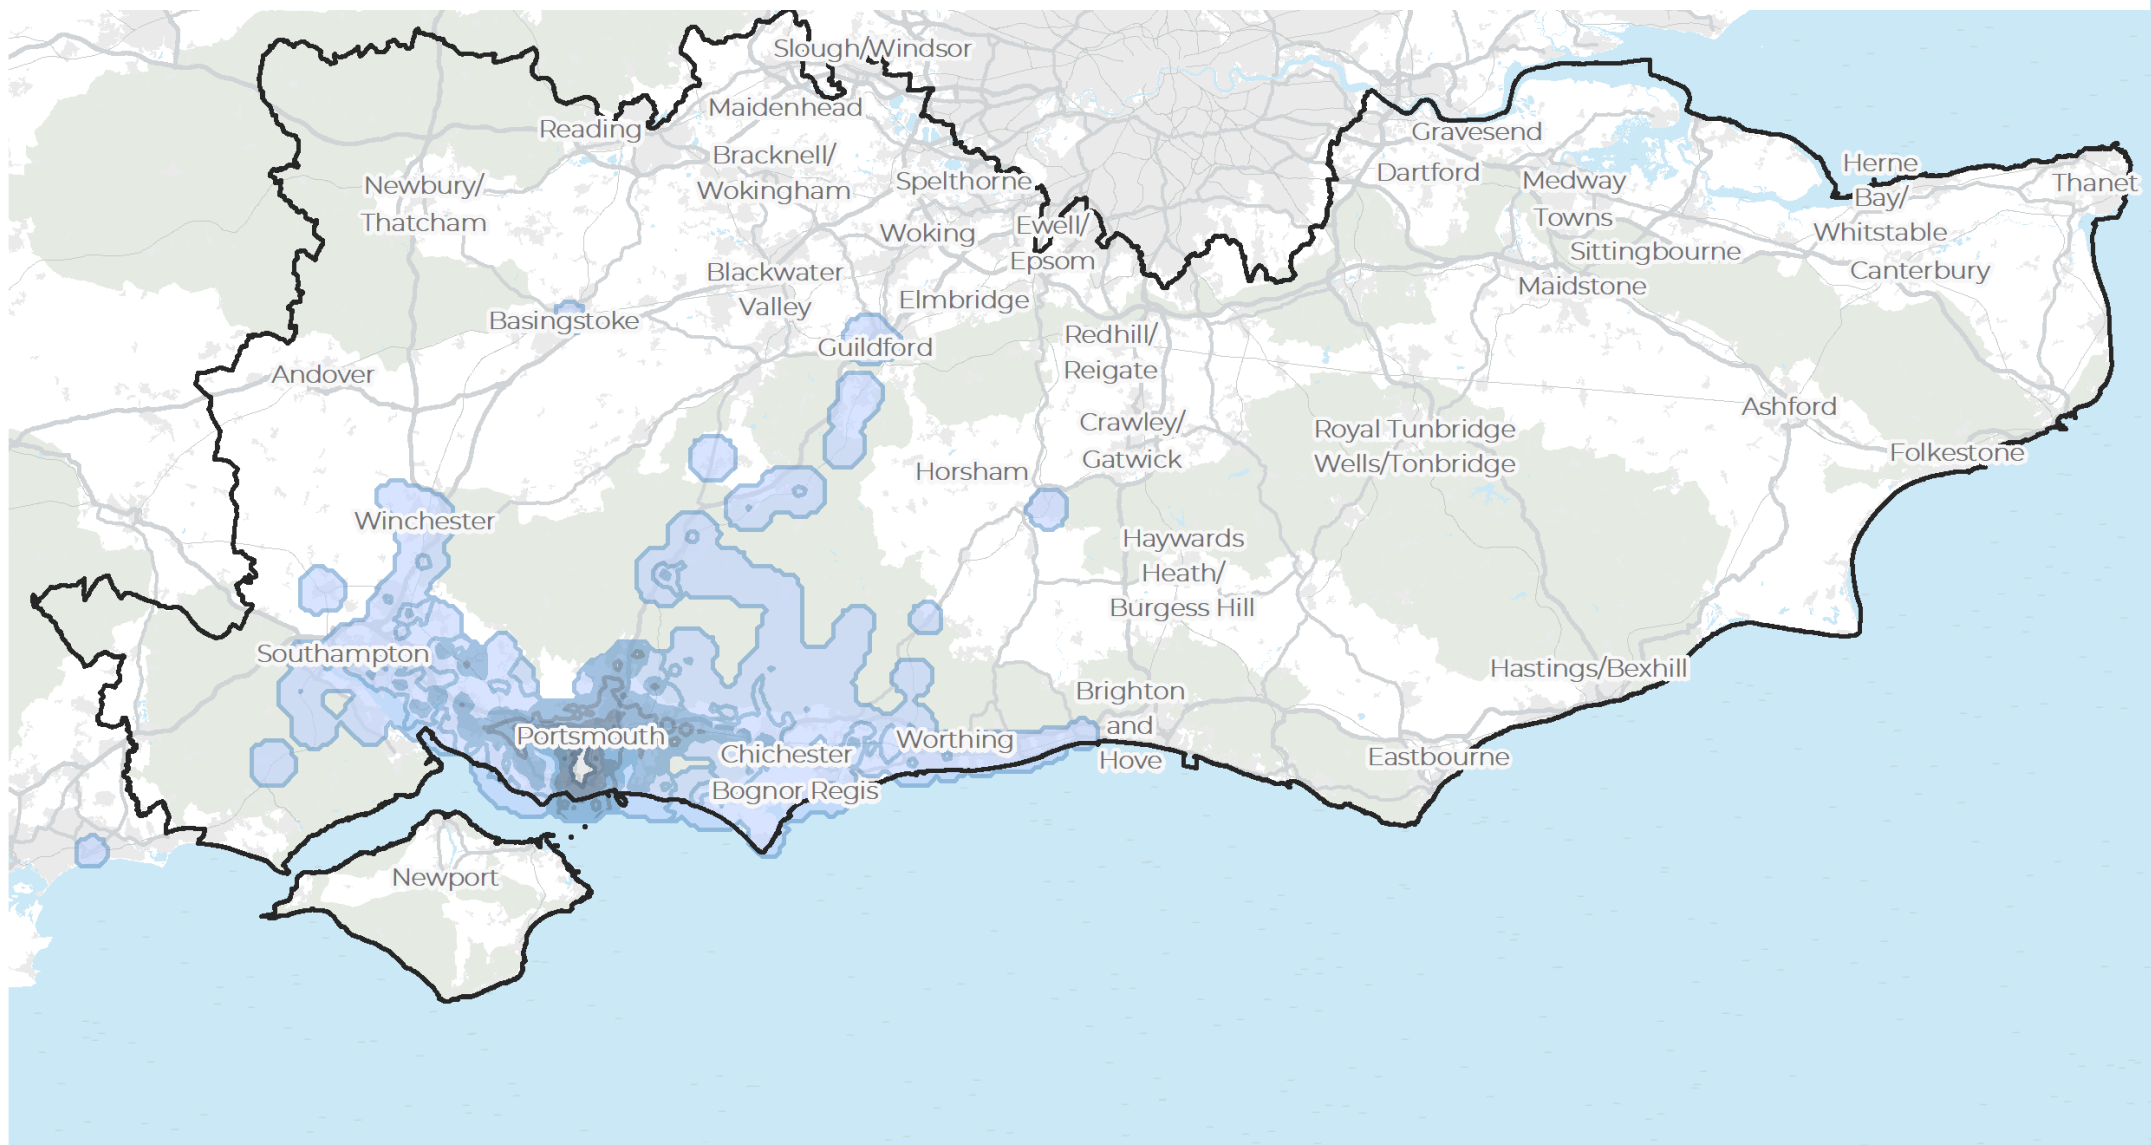 Slough/Windsor
Maidenhead
Reading
Gravesend
Bracknell/
Wokingham
Herne
Bay/
Whitstable
Dartford
Spelthorne
Medway
Towns
Thanet
Newbury/
Thatcham
Ewell/
Epsom
Woking
Sittingbourne
Blackwater
Valley
Canterbury
Maidstone
Elmbridge
Basingstoke
Redhill/
Reigate
Guildford
Andover
Ashford
Crawley/
Gatwick
Royal Tunbridge
Wells/Tonbridge
Folkestone
Horsham
Winchester
Haywards
Heath/
Burgess Hill
Southampton
Hastings/Bexhill
Brighton
and
Hove
Portsmouth
Worthing
Chichester
Bognor Regis
Eastbourne
Newport